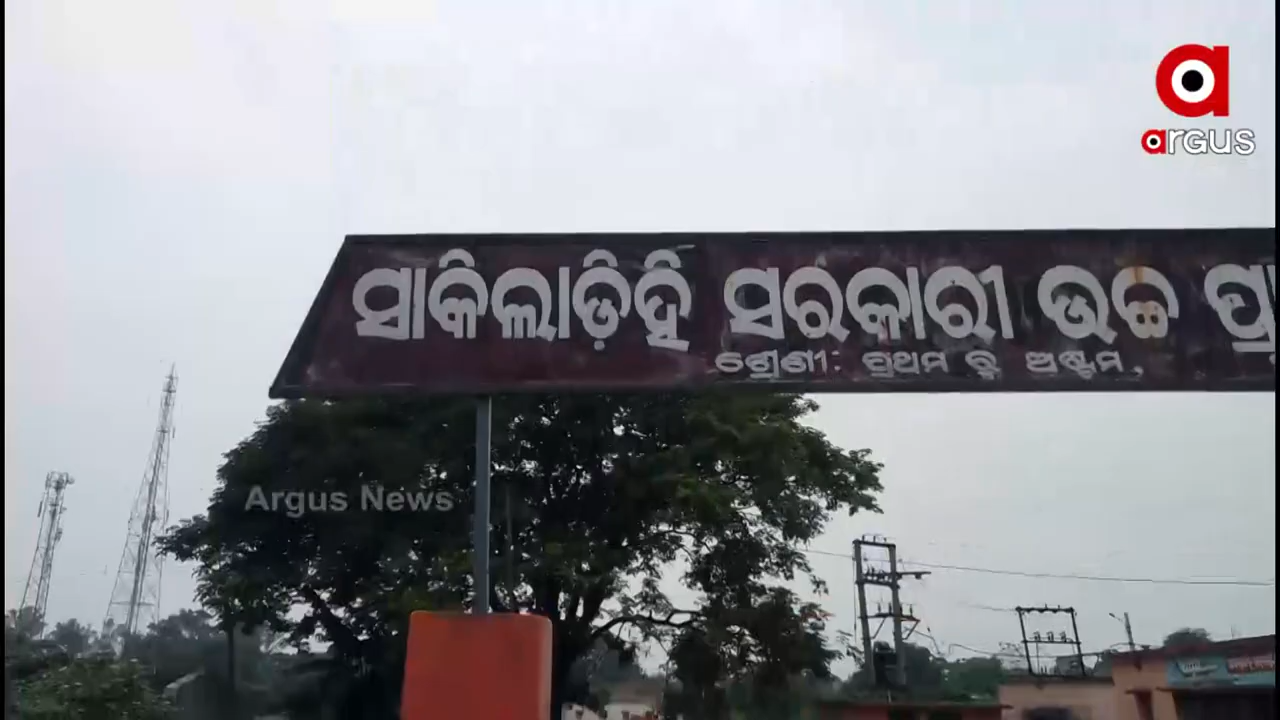 argus
ସାକିଲାଡ଼ିହି ସରକାରୀ ଉଚ୍ଚ
ଶ୍ରେଣୀ: ପ୍ରଥମ ରୁ ଅଷ୍ଟମ,
Argus News